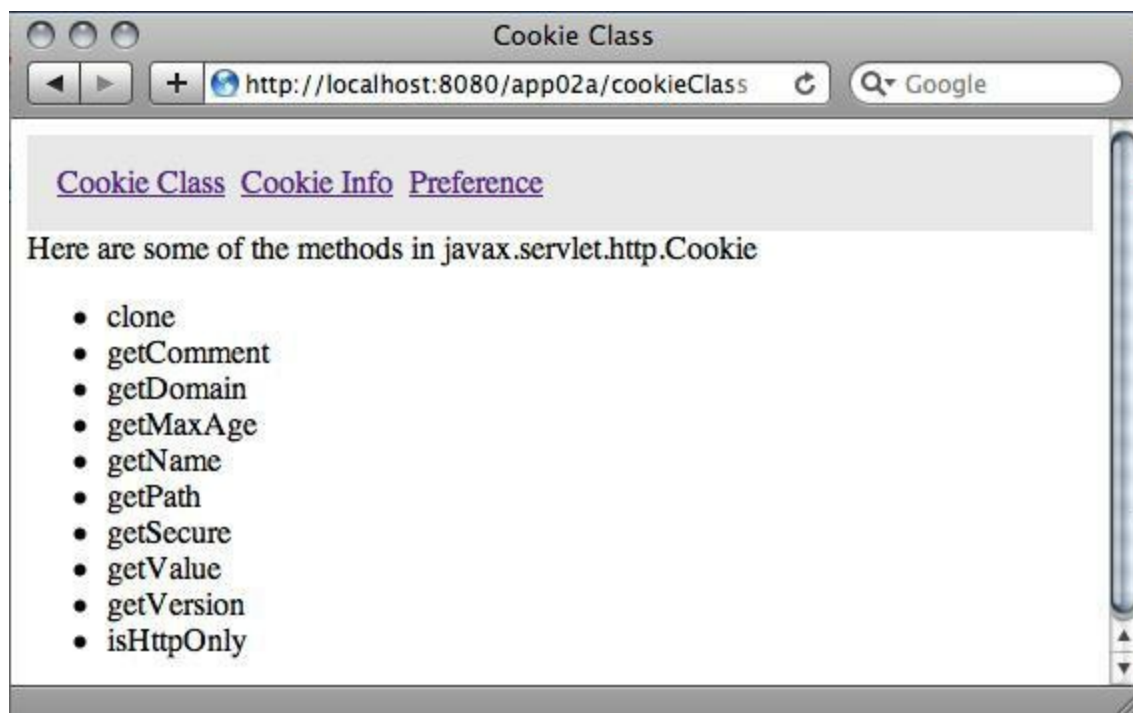 Cookie Class
http://localhost:8080/app02a/cookieClass
Google
Cookie Class Cookie Info Preference
Here are some of the methods in javax.servlet.http.Cookie
• clone
• getComment
• getDomain
• getMaxAge
• getName
• getPath
• getSecure
• getValue
• getVersion
• isHttpOnly